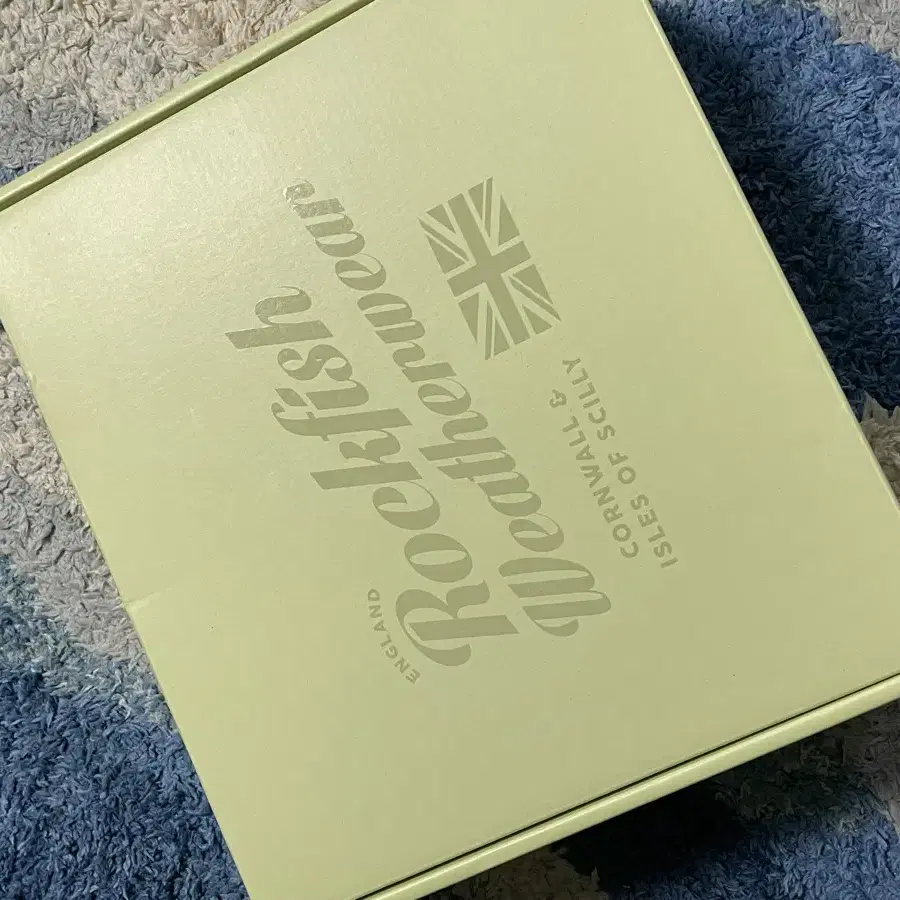 ENGLAND
Rockfish
Weatherwear
CORNWALL &
ISLES OF SCILLY